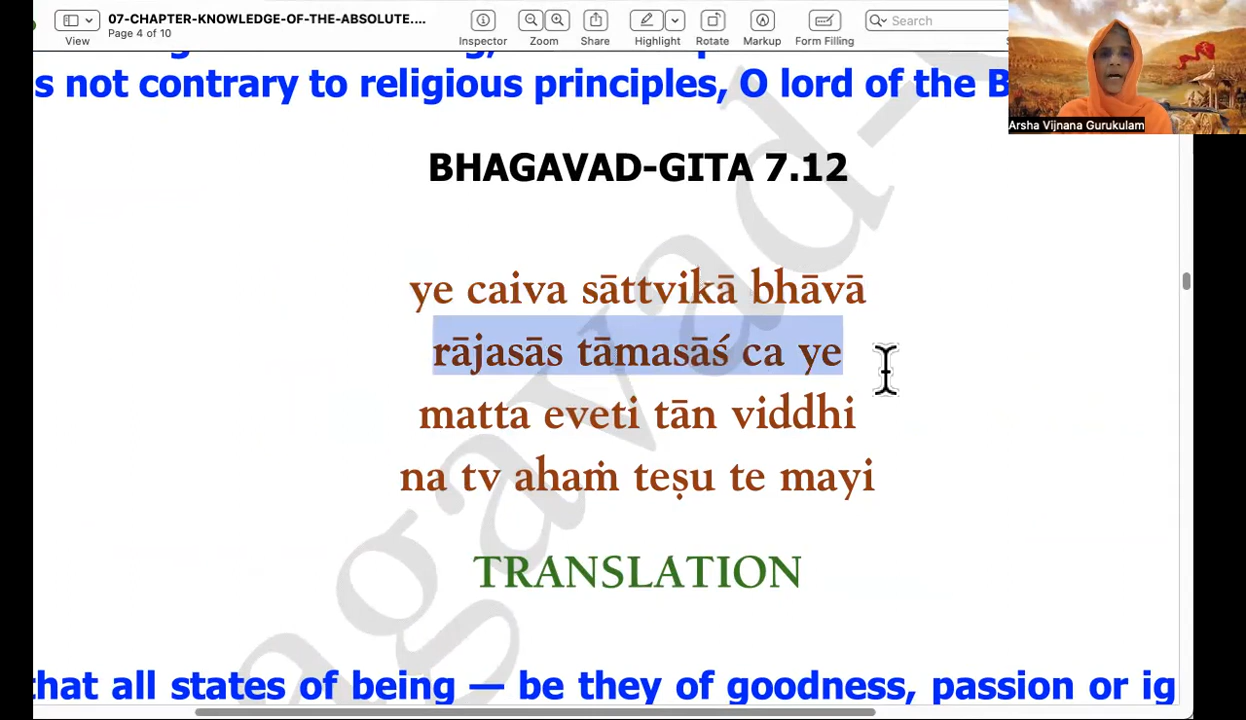 07-CHAPTER-KNOWLEDGE-OF-THE-ABSOLUTE....
Page 4 of 10
View
Inspector
Zoom
Share
Highlight
Rotate
Markup
Form Filling
Search
Arsha Vijnana Gurukulam
s not contrary to religious principles, O lord of the B
BHAGAVAD-GITA 7.12
ye caiva sāttvikā bhāvā
rājasās tāmasāś ca ye
matta eveti tān viddhi
na tv ahaṁ teṣu te mayi
TRANSLATION
that all states of being — be they of goodness, passion or ig